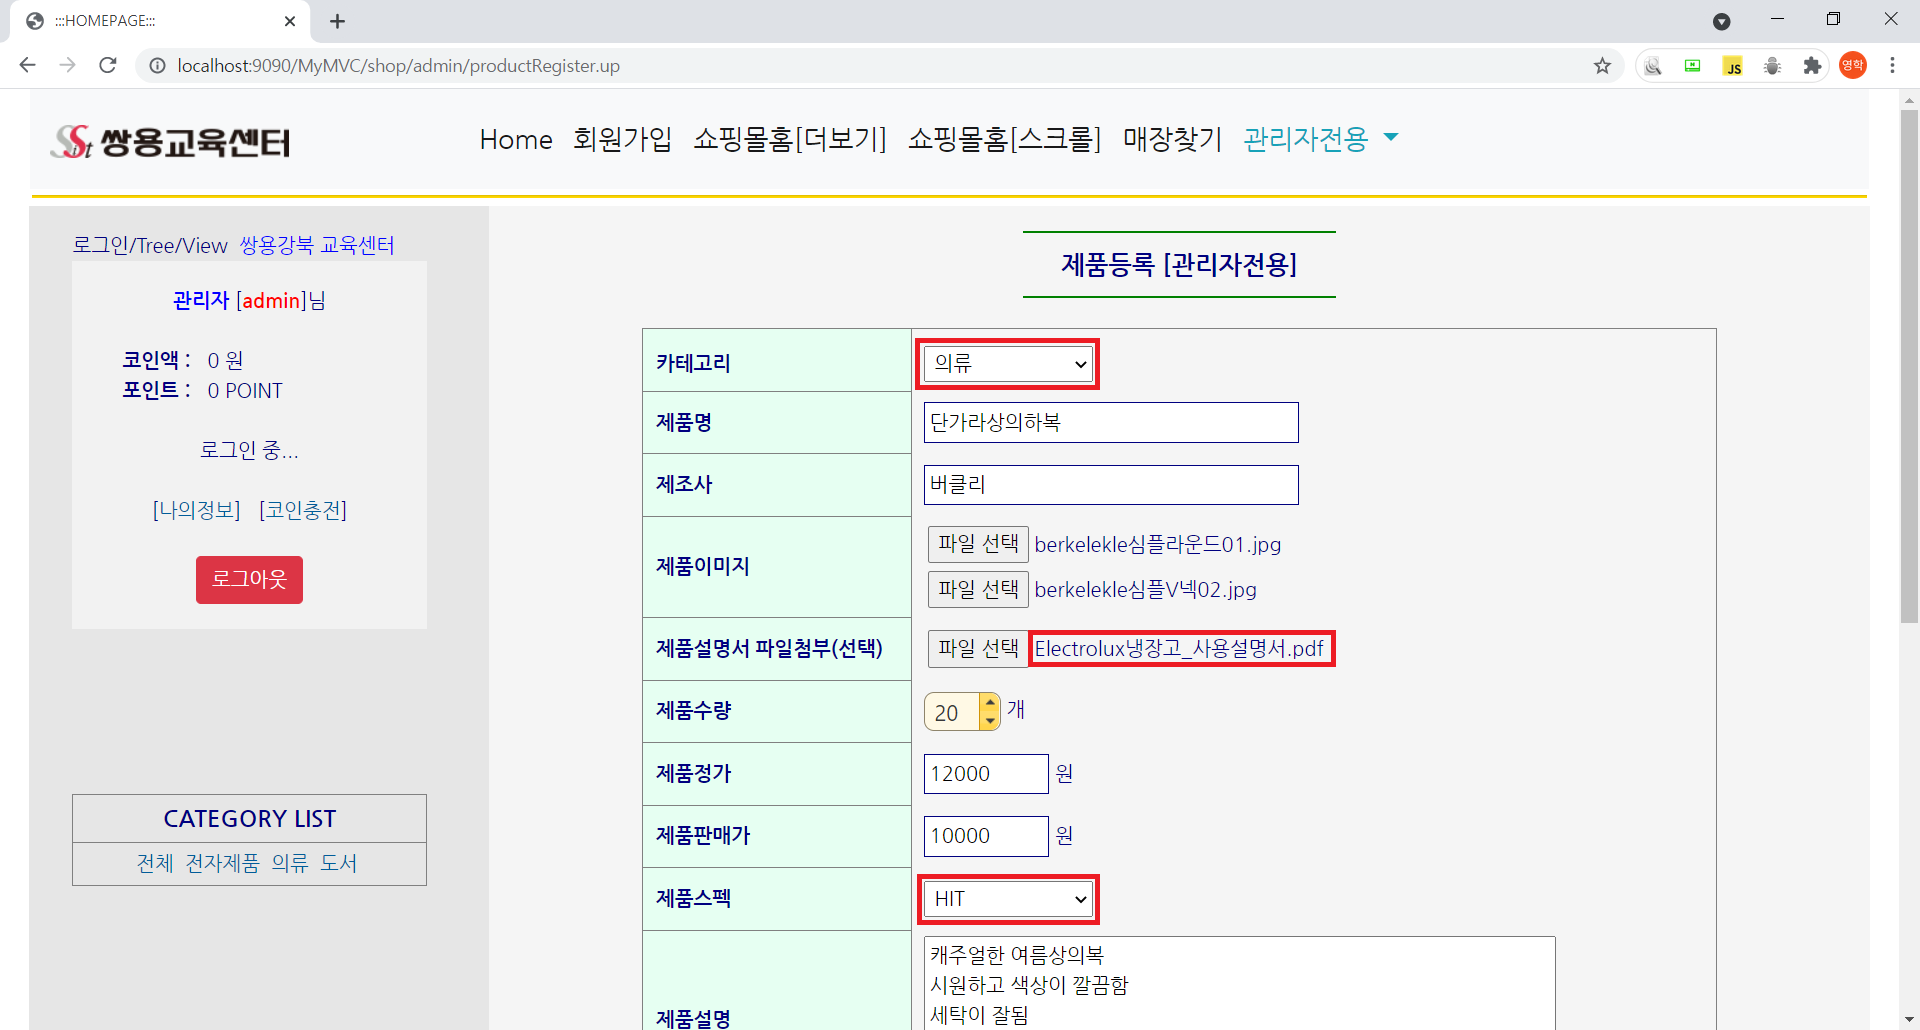 :::HOMEPAGE:::
localhost:9090/MyMVC/shop/admin/productRegister.up
JS
영학
SSist 쌍용교육센터
Home 회원가입 쇼핑몰홈[더보기] 쇼핑몰홈[스크롤] 매장찾기 관리자전용
로그인/Tree/View 쌍용강북 교육센터
관리자 [admin]님
코인액 : 0 원
포인트 : 0 POINT
로그인 중...
[나의정보] [코인충전]
로그아웃
CATEGORY LIST
전체 전자제품 의류 도서
제품등록 [관리자전용]
카테고리 의류
제품명 단가라상의하복
제조사 버클리
제품이미지
파일 선택 berkelekle심플라운드01.jpg
파일 선택 berkelekle심플V넥02.jpg
제품설명서 파일첨부(선택) 파일 선택 Electrolux냉장고_사용설명서.pdf
제품수량 20 개
제품정가 12000 원
제품판매가 10000 원
제품스펙 HIT
제품설명
캐주얼한 여름상의복
시원하고 색상이 깔끔함
세탁이 잘됨